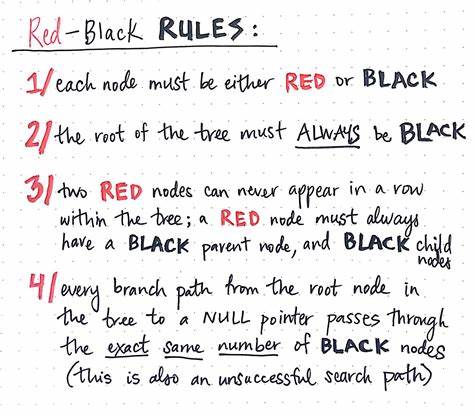 Red-Black RULES:
1/ each node must be either RED or BLACK
2/ the root of the tree must ALWAYS be BLACK
3/ two RED nodes can never appear in a row
within the tree; a RED node must always
have a BLACK parent node, and BLACK child
nodes
4/ every branch path from the root node in
the tree to a NULL pointer passes through
the exact same number of BLACK nodes
(this is also an unsuccessful search path)